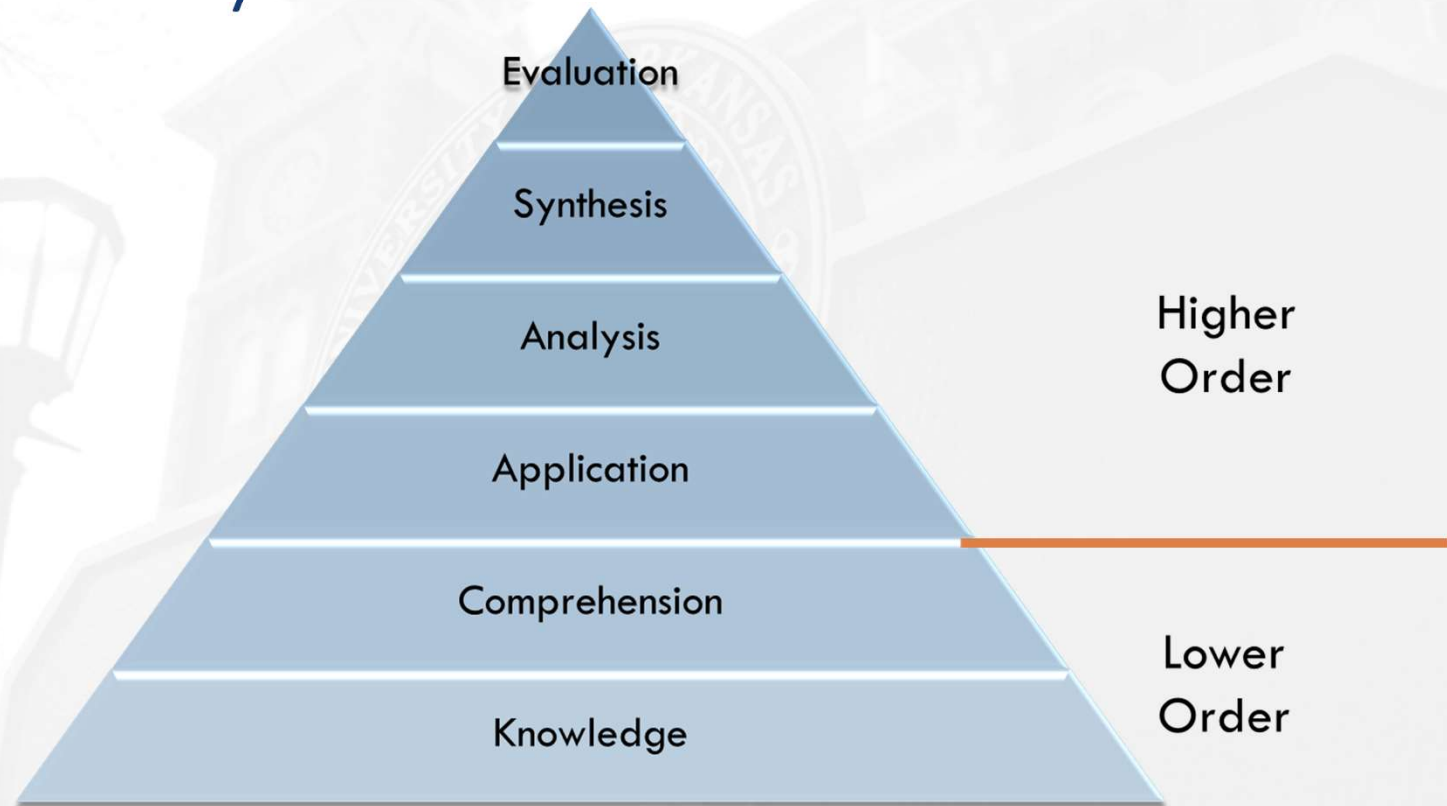 Evaluation
Synthesis
Analysis
Application
Comprehension
Knowledge
Higher
Order
Lower
Order